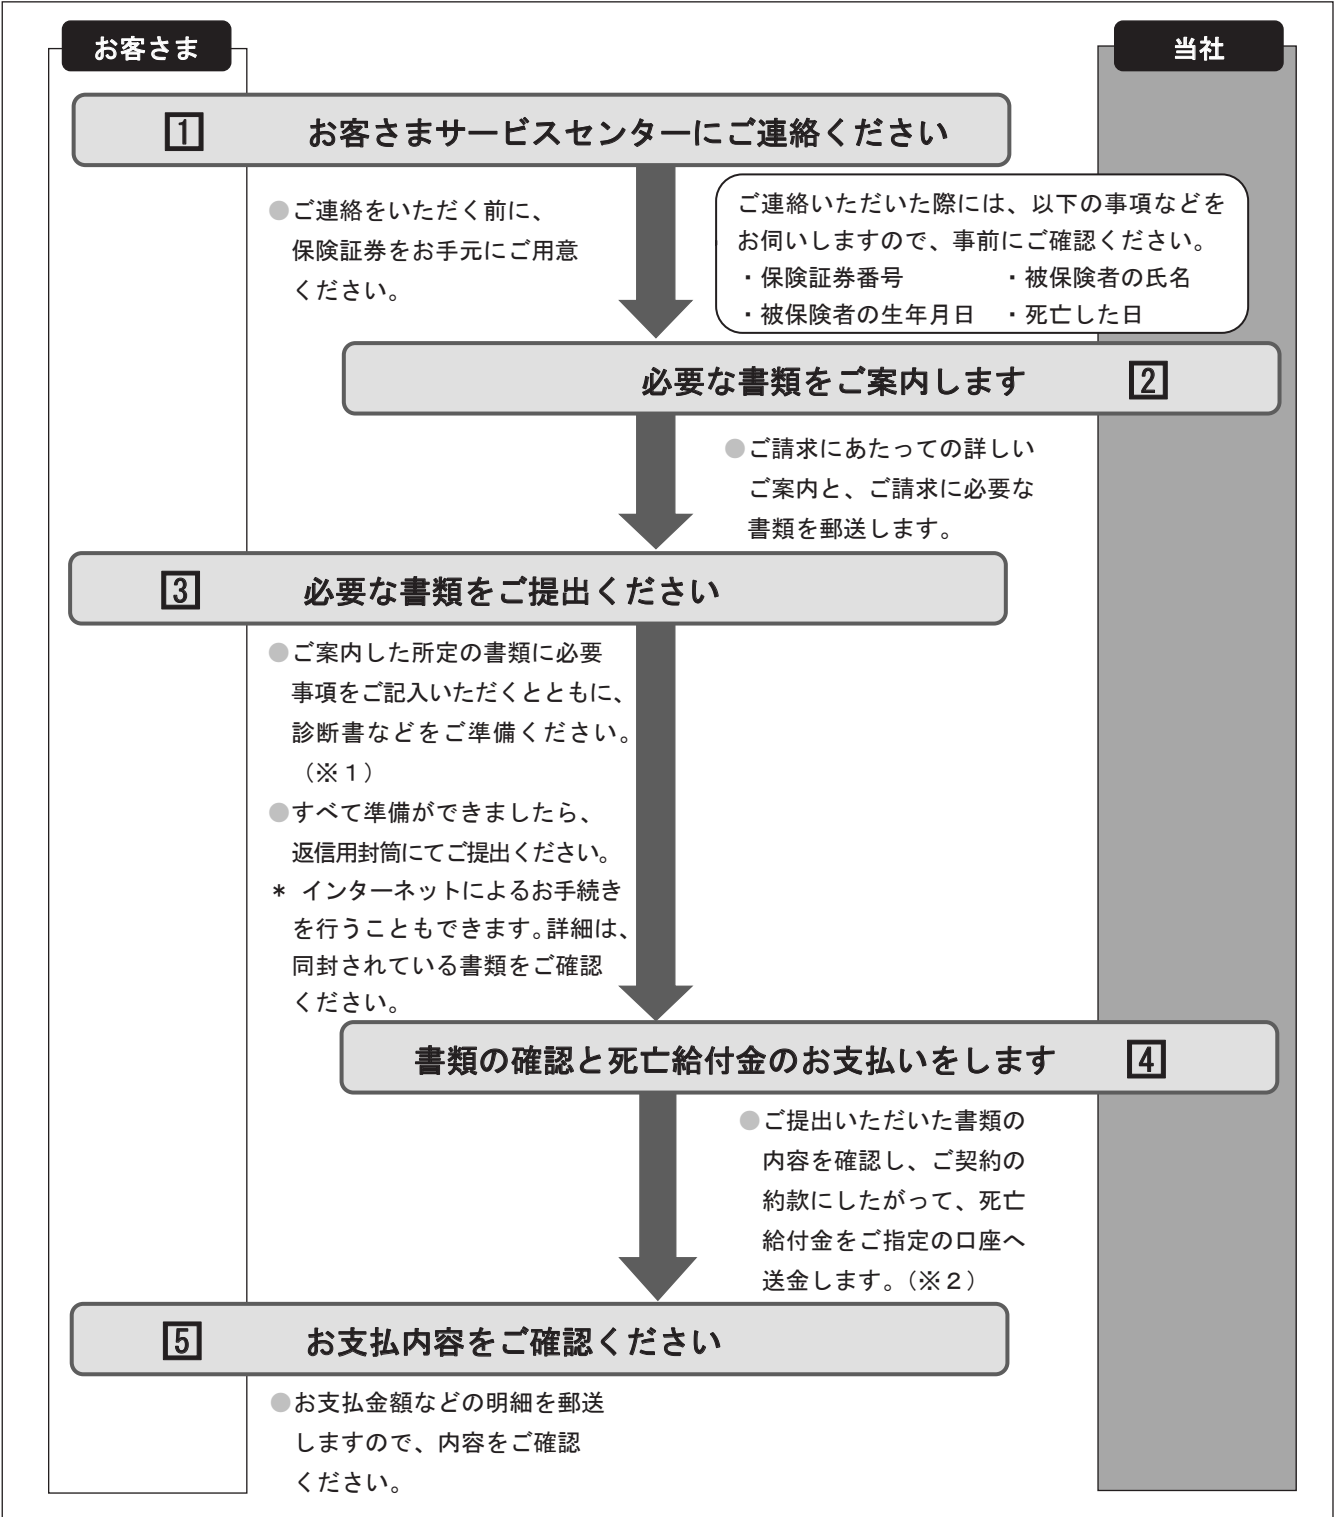 お客さま
当社
1 お客さまサービスセンターにご連絡ください
●ご連絡をいただく前に、
保険証券をお手元にご用意
ください。
ご連絡いただいた際には、以下の事項などを
お伺いしますので、事前にご確認ください。
・保険証券番号 ・被保険者の氏名
・被保険者の生年月日 ・死亡した日
必要な書類をご案内します 2
●ご請求にあたっての詳しい
ご案内と、ご請求に必要な
書類を郵送します。
3 必要な書類をご提出ください
●ご案内した所定の書類に必要
事項をご記入いただくとともに、
診断書などをご準備ください。
（※１）
●すべて準備ができましたら、
返信用封筒にてご提出ください。
* インターネットによるお手続き
を行うこともできます。詳細は、
同封されている書類をご確認
ください。
書類の確認と死亡給付金のお支払いをします 4
●ご提出いただいた書類の
内容を確認し、ご契約の
約款にしたがって、死亡
給付金をご指定の口座へ
送金します。（※２）
5 お支払内容をご確認ください
●お支払金額などの明細を郵送
しますので、内容をご確認
ください。